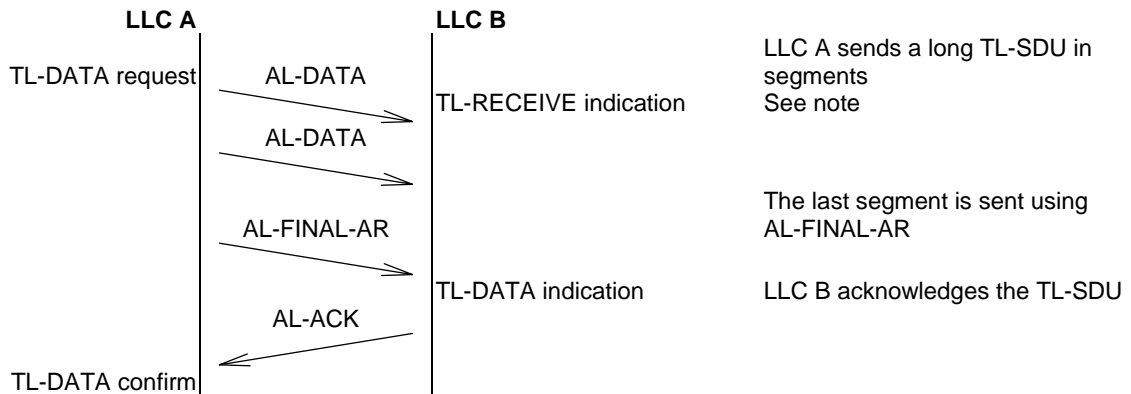 LLC A
LLC B
LLC A sends a long TL-SDU in
segments
See note
TL-DATA request
AL-DATA
TL-RECEIVE indication
AL-DATA
The last segment is sent using
AL-FINAL-AR
AL-FINAL-AR
TL-DATA indication
LLC B acknowledges the TL-SDU
AL-ACK
TL-DATA confirm